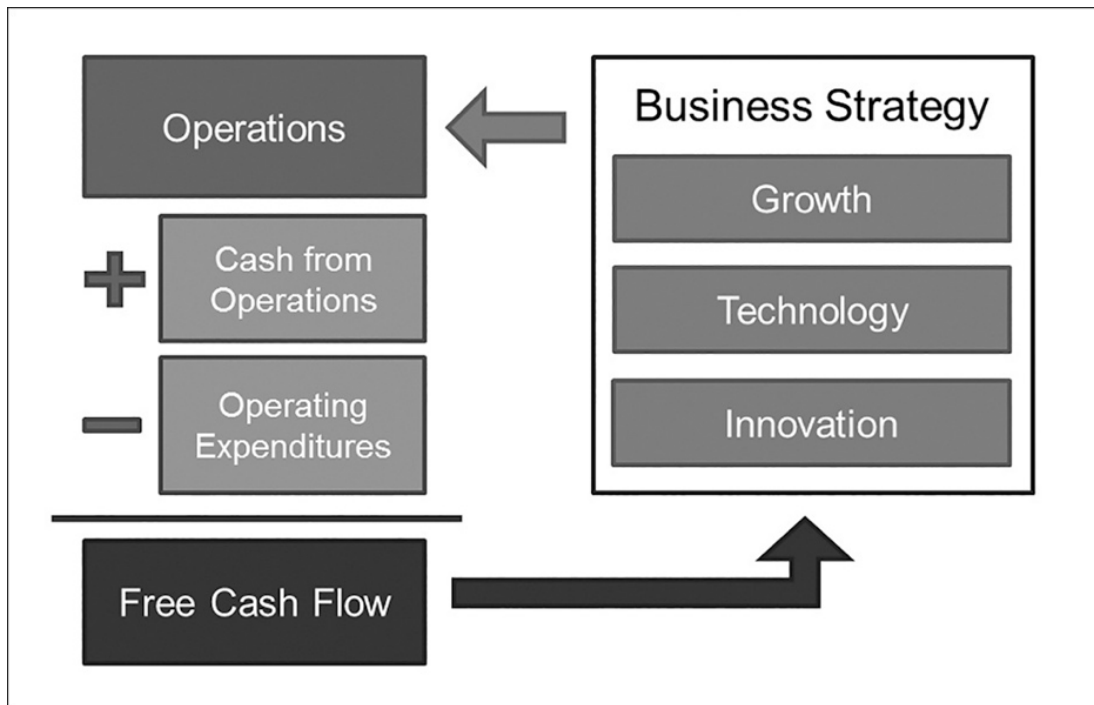 Operations
+
Cash from
Operations
−
Operating
Expenditures
Free Cash Flow
Business Strategy
Growth
Technology
Innovation